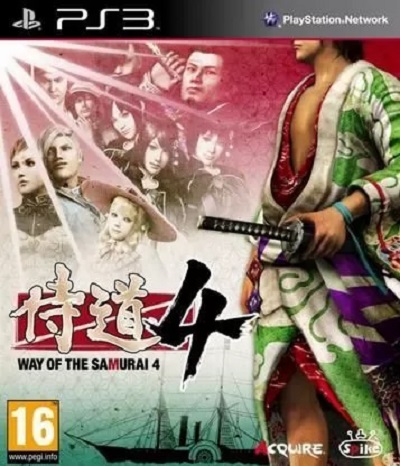 PS3
PlayStation®Network
侍道4
WAY OF THE SAMURAI 4
16
www.pegi.info
ACQUIRE
Spike